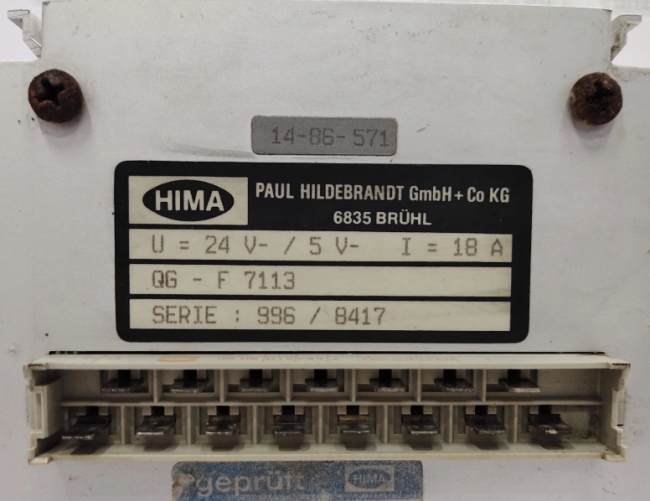 14-86-571
HIMA PAUL HILDEBRANDT GmbH + Co KG
6835 BRÜHL
U = 24 V- / 5 V- I = 18 A
QG - F 7113
SERIE : 996 / 8417
geprüft HIMA